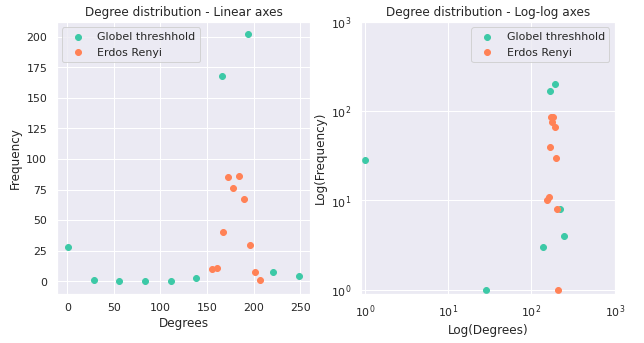 Degree distribution - Linear axes
Globel threshhold
Erdos Renyi
200
175
150
125
100
75
50
25
0
Frequency
0 50 100 150 200 250
Degrees
Degree distribution - Log-log axes
Globel threshhold
Erdos Renyi
10³
10²
10¹
10⁰
Log(Frequency)
10⁰ 10¹ 10² 10³
Log(Degrees)